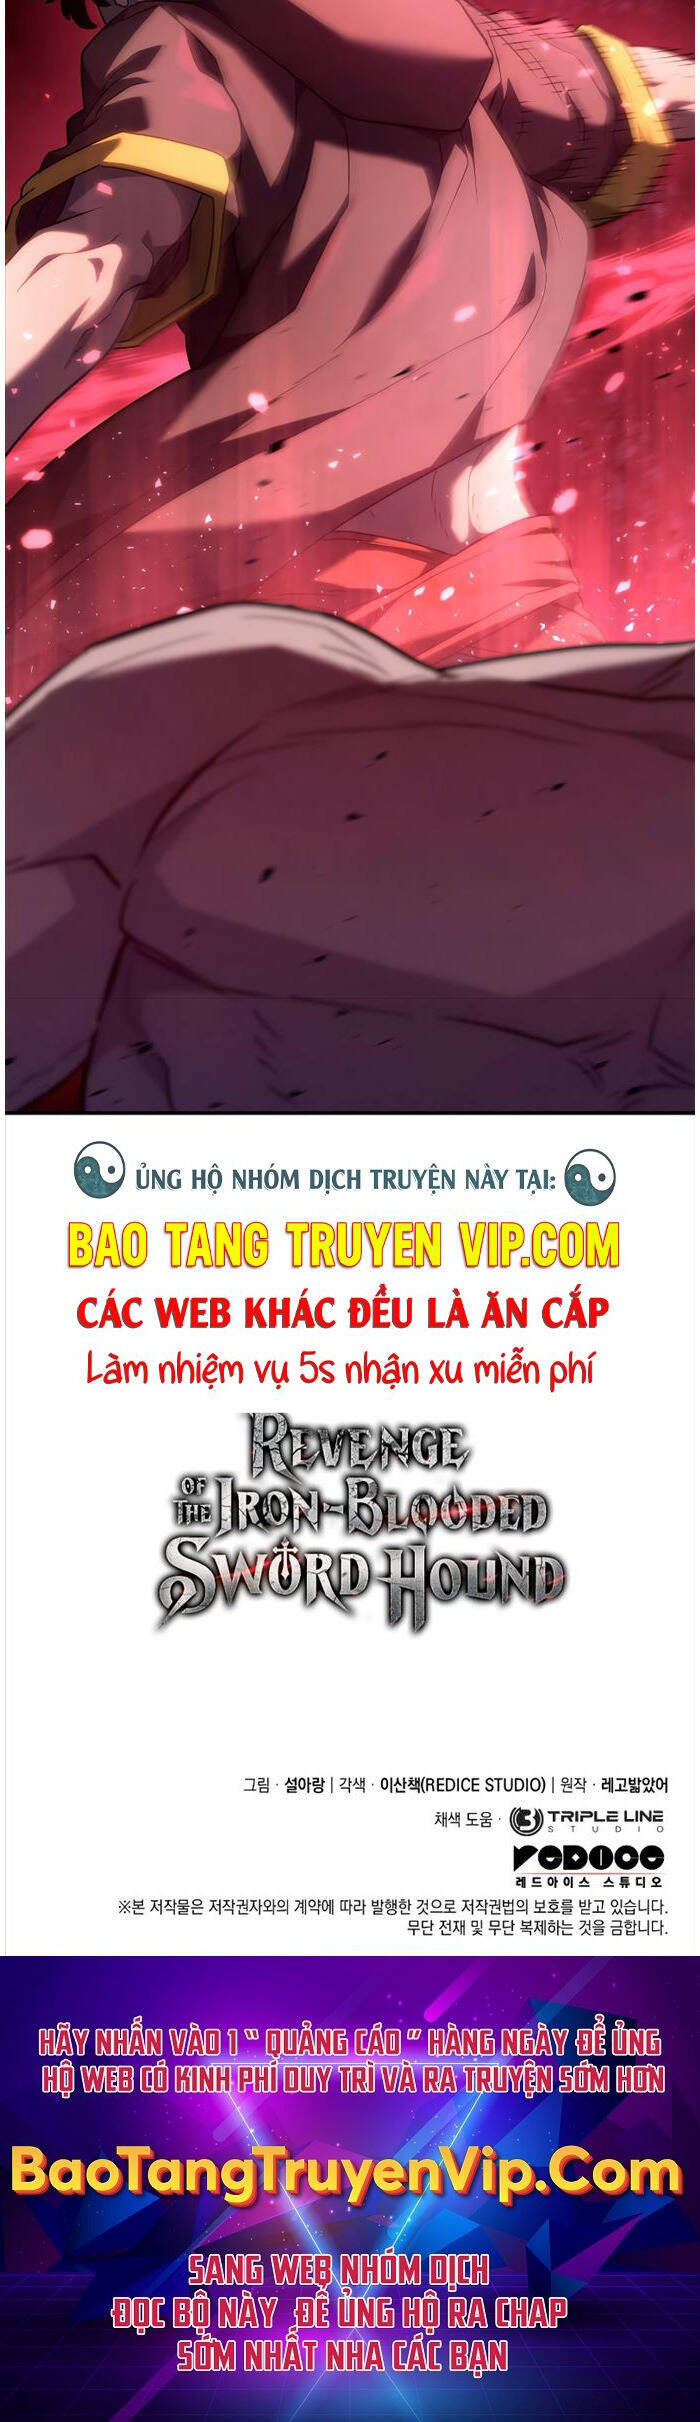 ỦNG HỘ NHÓM DỊCH TRUYỆN NÀY TẠI:
BAO TANG TRUYEN VIP.COM
CÁC WEB KHÁC ĐỀU LÀ ĂN CẮP
Làm nhiệm vụ 5s nhận xu miễn phí
REVENGE
OF THE IRON-BLOODED
SWORD HOUND
그림 · 설아랑 | 각색 · 이산책(REDICE STUDIO) | 원작 · 레고밟았어
채색 도움 · TRIPLE LINE
STUDIO
REDICE
레드아이스 스튜디오
※본 저작물은 저작권자와의 계약에 따라 발행한 것으로 저작권법의 보호를 받고 있습니다.
무단 전재 및 무단 복제하는 것을 금합니다.
HÃY NHẤN VÀO 1 “ QUẢNG CÁO ” HÀNG NGÀY ĐỂ ỦNG
HỘ WEB CÓ KINH PHÍ DUY TRÌ VÀ RA TRUYỆN SỚM HƠN
BaoTangTruyenVip.Com
SANG WEB NHÓM DỊCH
ĐỌC BỘ NÀY ĐỂ ỦNG HỘ RA CHAP
SỚM NHẤT NHA CÁC BẠN